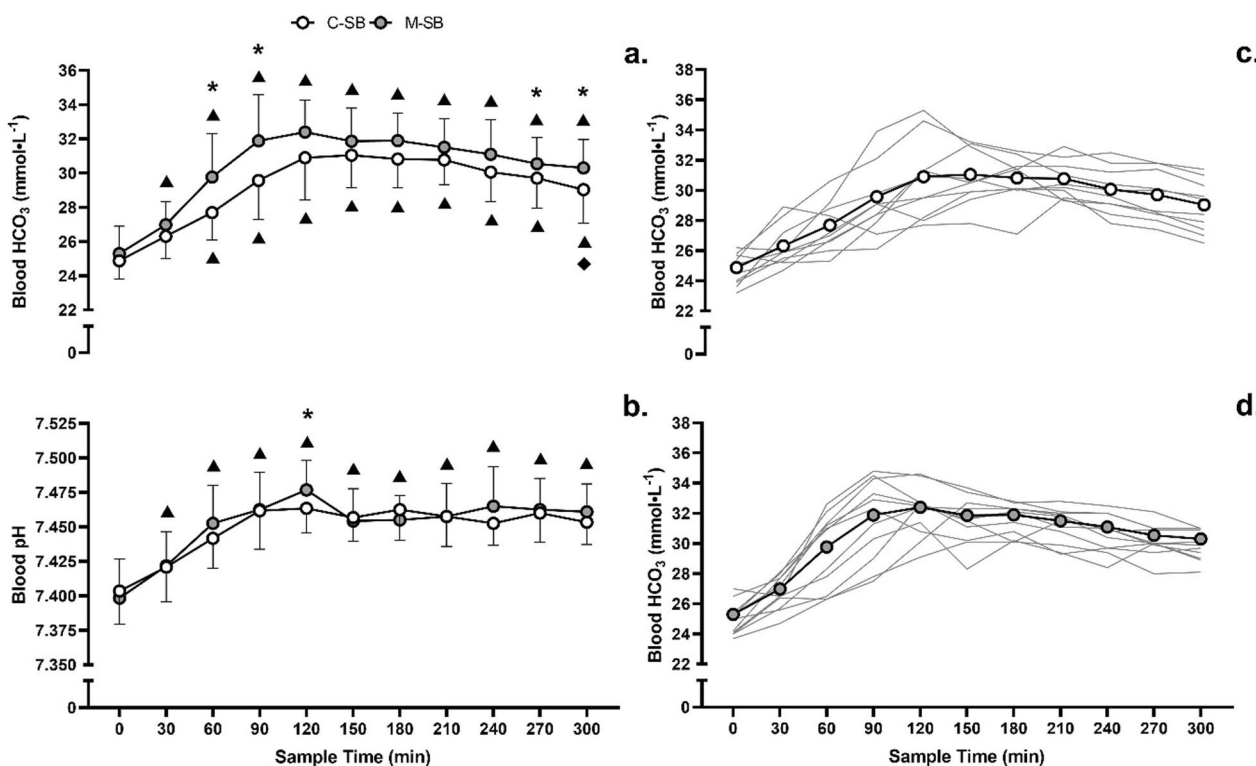 C-SB M-SB
a.
Blood HCO3 (mmol•L-1)
36
34
32
30
28
26
24
22
0
* * * *
*
c.
Blood HCO3 (mmol•L-1)
38
36
34
32
30
28
26
24
22
0
b.
Blood pH
7.525
7.500
7.475
7.450
7.425
7.400
7.375
7.350
0
0 30 60 90 120 150 180 210 240 270 300
Sample Time (min)
d.
Blood HCO3 (mmol•L-1)
38
36
34
32
30
28
26
24
22
0
0 30 60 90 120 150 180 210 240 270 300
Sample Time (min)